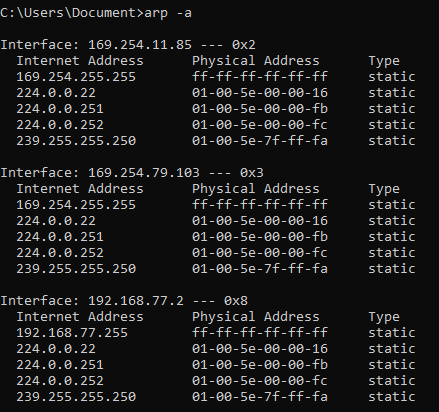 C:\Users\Document>arp -a
Interface: 169.254.11.85 --- 0x2
Internet Address Physical Address Type
169.254.255.255 ff-ff-ff-ff-ff-ff static
224.0.0.22 01-00-5e-00-00-16 static
224.0.0.251 01-00-5e-00-00-fb static
224.0.0.252 01-00-5e-00-00-fc static
239.255.255.250 01-00-5e-7f-ff-fa static
Interface: 169.254.79.103 --- 0x3
Internet Address Physical Address Type
169.254.255.255 ff-ff-ff-ff-ff-ff static
224.0.0.22 01-00-5e-00-00-16 static
224.0.0.251 01-00-5e-00-00-fb static
224.0.0.252 01-00-5e-00-00-fc static
239.255.255.250 01-00-5e-7f-ff-fa static
Interface: 192.168.77.2 --- 0x8
Internet Address Physical Address Type
192.168.77.255 ff-ff-ff-ff-ff-ff static
224.0.0.22 01-00-5e-00-00-16 static
224.0.0.251 01-00-5e-00-00-fb static
224.0.0.252 01-00-5e-00-00-fc static
239.255.255.250 01-00-5e-7f-ff-fa static